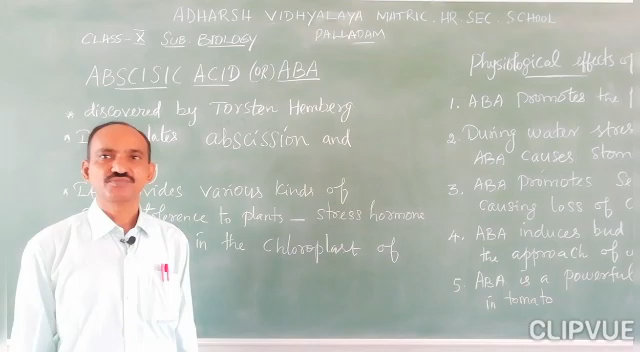 ADHARSH VIDHYALAYA MATRIC. HR. SEC. SCHOOL
PALLADAM
CLASS-X SUB. BIOLOGY
ABSCISIC ACID (OR) ABA
* discovered by Torsten Hemberg
* abscission and
* various kinds of
to plants - stress hormone
in the Chloroplast of
Physiological effects of
1. ABA Promotes the
2. During water stress
ABA causes stom
3. ABA Promotes Se
causing loss of C
4. ABA induces bud
the approach of
5. ABA is a powerful
in tomato
CLIPVUE